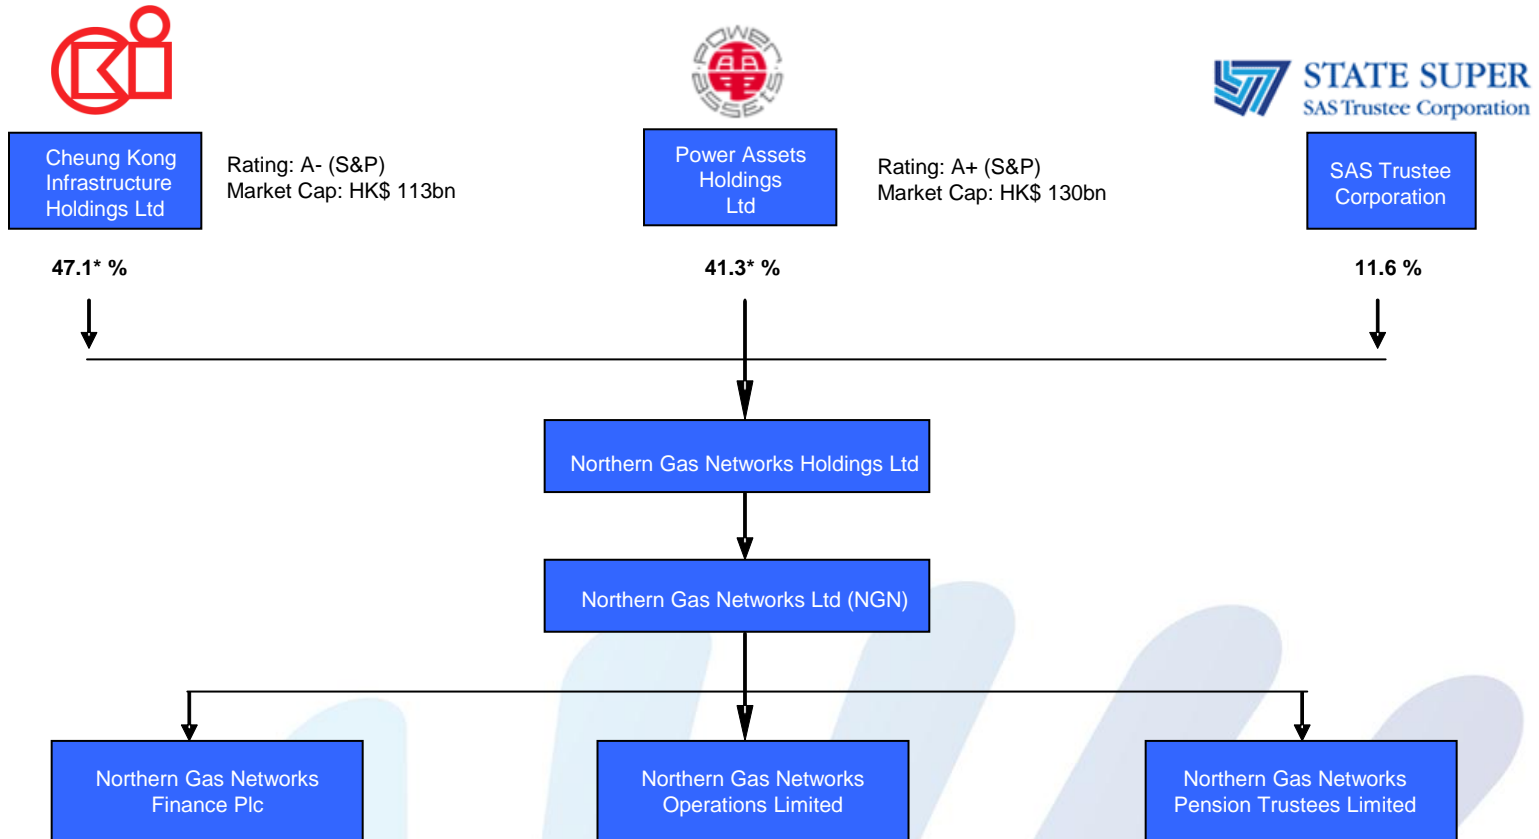 CKi
POWER
ASSETS
STATE SUPER
SAS Trustee Corporation
Cheung Kong
Infrastructure
Holdings Ltd
Rating: A- (S&P)
Market Cap: HK$ 113bn
Power Assets
Holdings
Ltd
Rating: A+ (S&P)
Market Cap: HK$ 130bn
SAS Trustee
Corporation
47.1* %
41.3* %
11.6 %
Northern Gas Networks Holdings Ltd
Northern Gas Networks Ltd (NGN)
Northern Gas Networks
Finance Plc
Northern Gas Networks
Operations Limited
Northern Gas Networks
Pension Trustees Limited